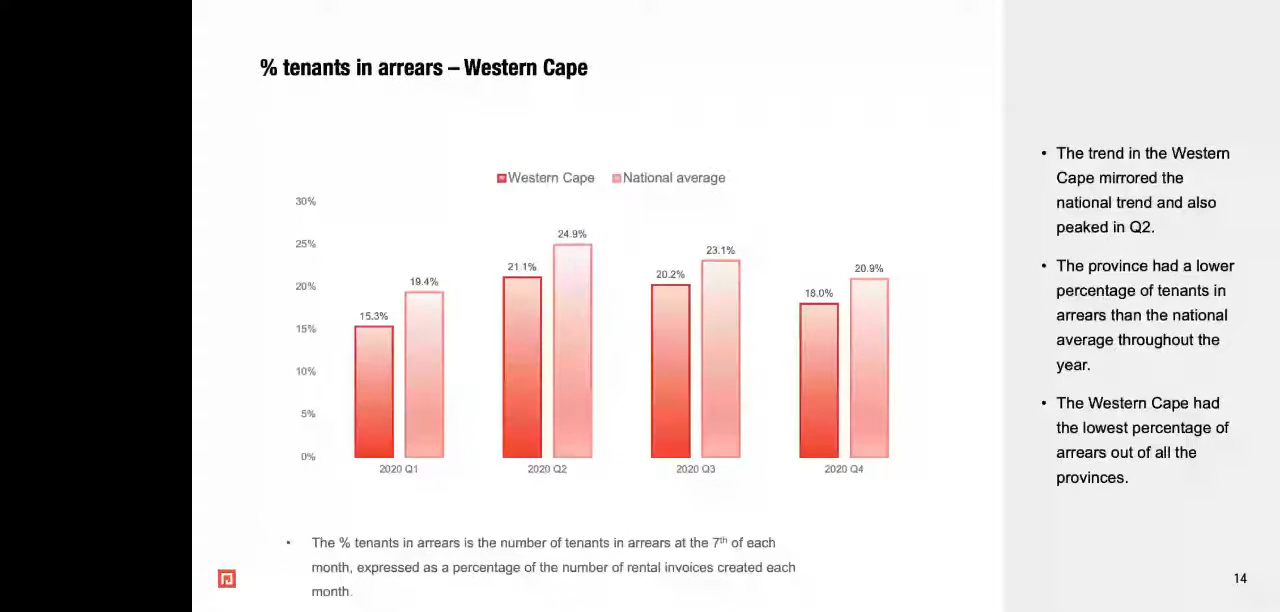 % tenants in arrears – Western Cape
Western Cape National average
30%
25%
20%
15%
10%
5%
0%
15.3%
19.4%
21.1%
24.9%
20.2%
23.1%
18.0%
20.9%
2020 Q1
2020 Q2
2020 Q3
2020 Q4
• The % tenants in arrears is the number of tenants in arrears at the 7th of each
month, expressed as a percentage of the number of rental invoices created each
month.
• The trend in the Western
Cape mirrored the
national trend and also
peaked in Q2.
• The province had a lower
percentage of tenants in
arrears than the national
average throughout the
year.
• The Western Cape had
the lowest percentage of
arrears out of all the
provinces.
14